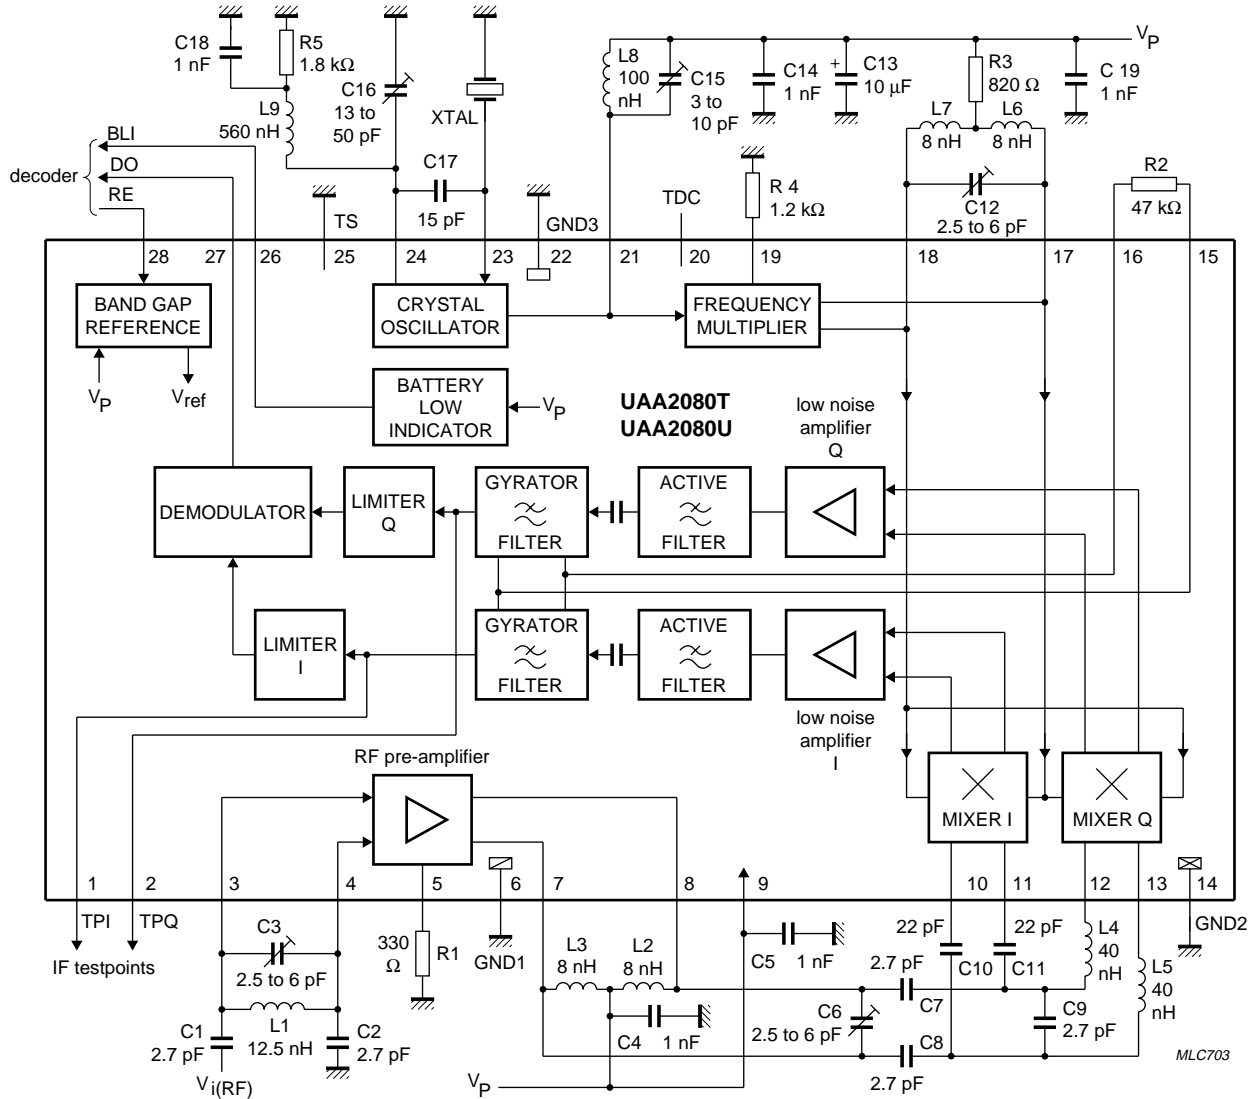 C18
1 nF
R5
1.8 kΩ
C16
13 to
50 pF
XTAL
L8
100
nH
C15
3 to
10 pF
C14
1 nF
C13
+
10 µF
R3
820 Ω
C 19
1 nF
VP
L9
560 nH
L7
8 nH
L6
8 nH
decoder
BLI
DO
RE
C17
15 pF
TS
GND3
TDC
R 4
1.2 kΩ
C12
2.5 to 6 pF
R2
47 kΩ
28
27
26
25
24
23
22
21
20
19
18
17
16
15
BAND GAP
REFERENCE
CRYSTAL
OSCILLATOR
FREQUENCY
MULTIPLIER
VP
Vref
BATTERY
LOW
INDICATOR
VP
UAA2080T
UAA2080U
low noise
amplifier
Q
DEMODULATOR
LIMITER
Q
GYRATOR
FILTER
ACTIVE
FILTER
LIMITER
I
GYRATOR
FILTER
ACTIVE
FILTER
low noise
amplifier
I
RF pre-amplifier
MIXER I
MIXER Q
1
2
3
4
5
6
7
8
9
10
11
12
13
14
TPI
TPQ
IF testpoints
C3
2.5 to 6 pF
L1
12.5 nH
C1
2.7 pF
C2
2.7 pF
Vi(RF)
330
Ω
R1
GND1
L3
8 nH
L2
8 nH
C4
1 nF
VP
C5
1 nF
C6
2.5 to 6 pF
2.7 pF
C7
C8
2.7 pF
22 pF
C10
22 pF
C11
C9
2.7 pF
L4
40
nH
L5
40
nH
GND2
MLC703